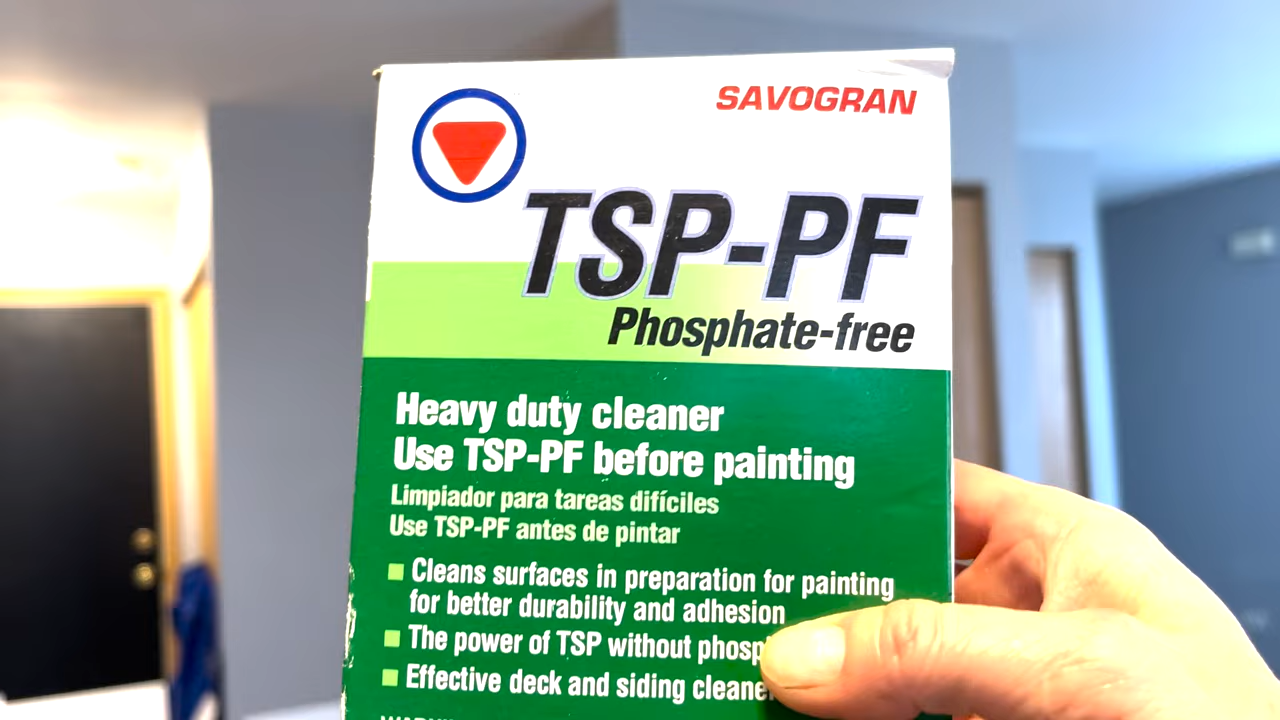 SAVOGRAN
TSP-PF
Phosphate-free
Heavy duty cleaner
Use TSP-PF before painting
Limpiador para tareas difíciles
Use TSP-PF antes de pintar
Cleans surfaces in preparation for painting
for better durability and adhesion
The power of TSP without
Effective deck and siding